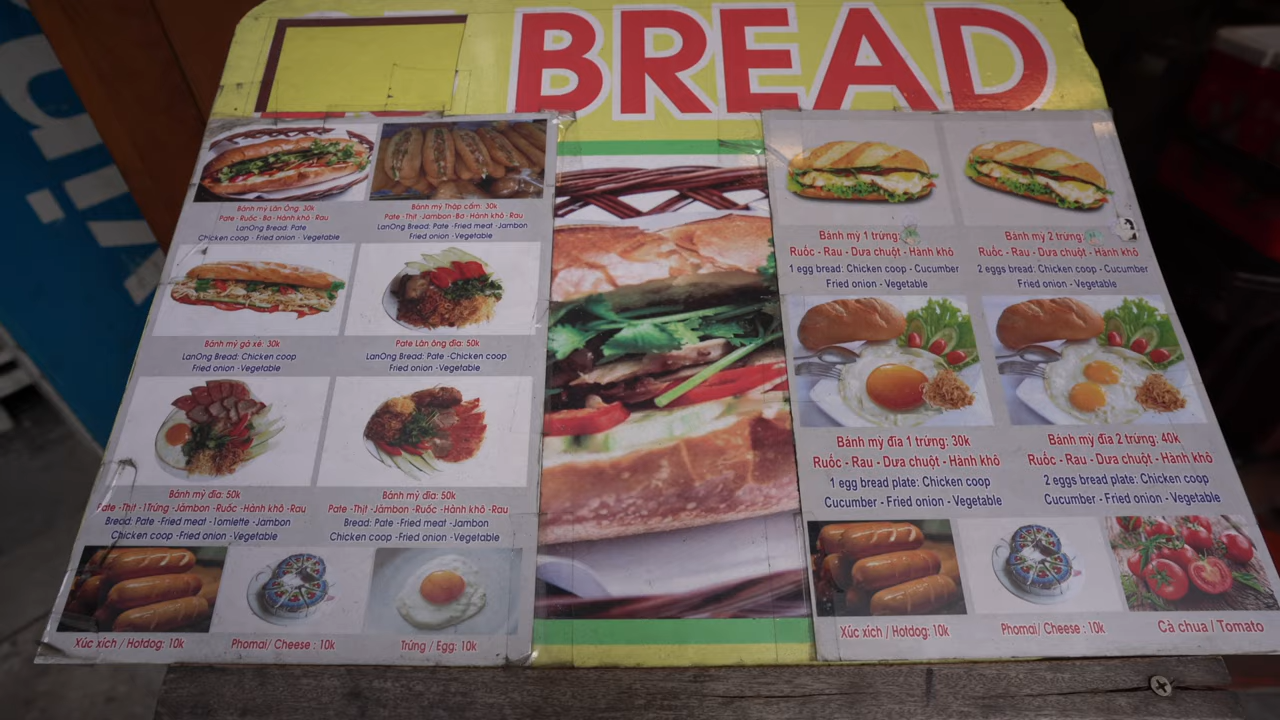 BREAD
Bánh mỳ Lãn Ông: 30k
Pate -Ruốc -Bơ -Hành khô -Rau
LanOng Bread: Pate
Chicken coop - Fried onion - Vegetable
Bánh mỳ Thập cẩm: 30k
Pate -Thịt -Jambon -Bơ -Hành khô -Rau
LanOng Bread: Pate -Fried meat -Jambon
Fried onion -Vegetable
Bánh mỳ gà xé: 30k
LanOng Bread: Chicken coop
Fried onion -Vegetable
Pate Lãn ông đĩa: 50k
LanOng Bread: Pate -Chicken coop
Fried onion -Vegetable
Bánh mỳ đĩa: 50k
Pate -Thịt -1Trứng -Jambon -Ruốc -Hành khô -Rau
Bread: Pate -Fried meat -1omlette -Jambon
Chicken coop -Fried onion -Vegetable
Bánh mỳ đĩa: 50k
Pate -Thịt -Jambon -Ruốc -Hành khô -Rau
Bread: Pate -Fried meat -Jambon
Chicken coop -Fried onion -Vegetable
Xúc xích / Hotdog: 10k
Phomai/ Cheese : 10k
Trứng / Egg: 10k
Bánh mỳ 1 trứng:
Ruốc - Rau - Dưa chuột - Hành khô
1 egg bread: Chicken coop - Cucumber
Fried onion - Vegetable
Bánh mỳ 2 trứng:
Ruốc - Rau - Dưa chuột - Hành khô
2 eggs bread: Chicken coop - Cucumber
Fried onion - Vegetable
Bánh mỳ đĩa 1 trứng: 30k
Ruốc - Rau - Dưa chuột - Hành khô
1 egg bread plate: Chicken coop
Cucumber - Fried onion - Vegetable
Bánh mỳ đĩa 2 trứng: 40k
Ruốc - Rau - Dưa chuột - Hành khô
2 eggs bread plate: Chicken coop
Cucumber - Fried onion - Vegetable
Xúc xích / Hotdog: 10k
Phomai/ Cheese : 10k
Cà chua / Tomato